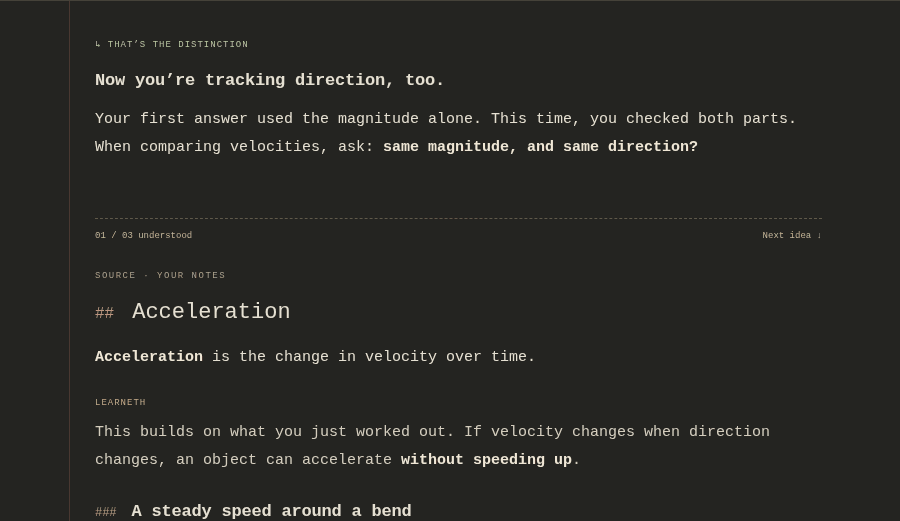 ↳ THAT’S THE DISTINCTION
Now you’re tracking direction, too.
Your first answer used the magnitude alone. This time, you checked both parts.
When comparing velocities, ask: same magnitude, and same direction?
01 / 03 understood
Next idea ↓
SOURCE · YOUR NOTES
## Acceleration
Acceleration is the change in velocity over time.
LEARNETH
This builds on what you just worked out. If velocity changes when direction
changes, an object can accelerate without speeding up.
### A steady speed around a bend